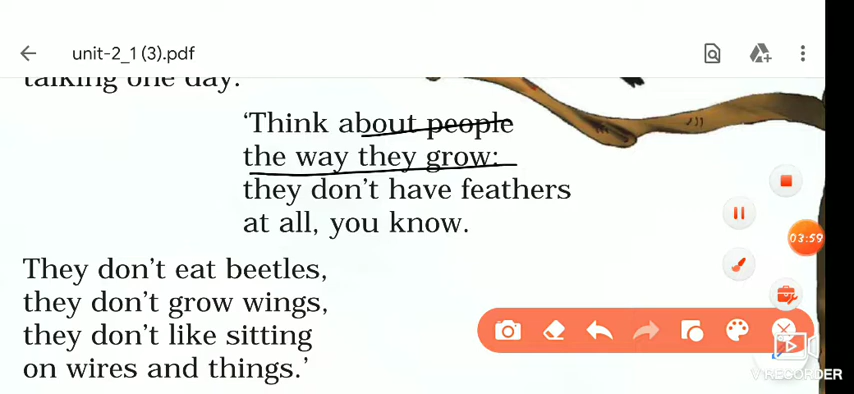 unit-2_1 (3).pdf
talking one day:
‘Think about people
the way they grow:
they don’t have feathers
at all, you know.
They don’t eat beetles,
they don’t grow wings,
they don’t like sitting
on wires and things.’
03:59
V RECORDER